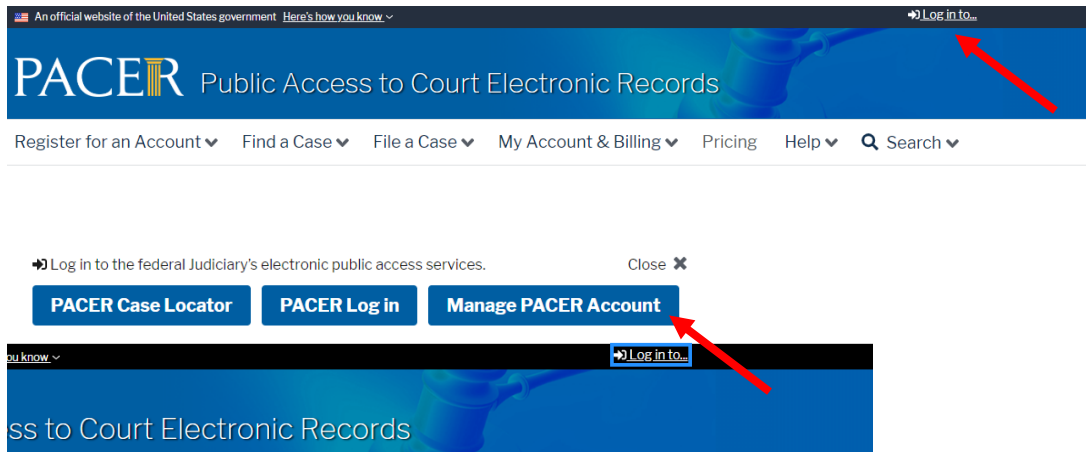 An official website of the United States government Here's how you know
Log in to...
PACER Public Access to Court Electronic Records
Register for an Account Find a Case File a Case My Account & Billing Pricing Help Search
Log in to the federal Judiciary's electronic public access services. Close
PACER Case Locator PACER Log in Manage PACER Account
ou know Log in to...
ss to Court Electronic Records